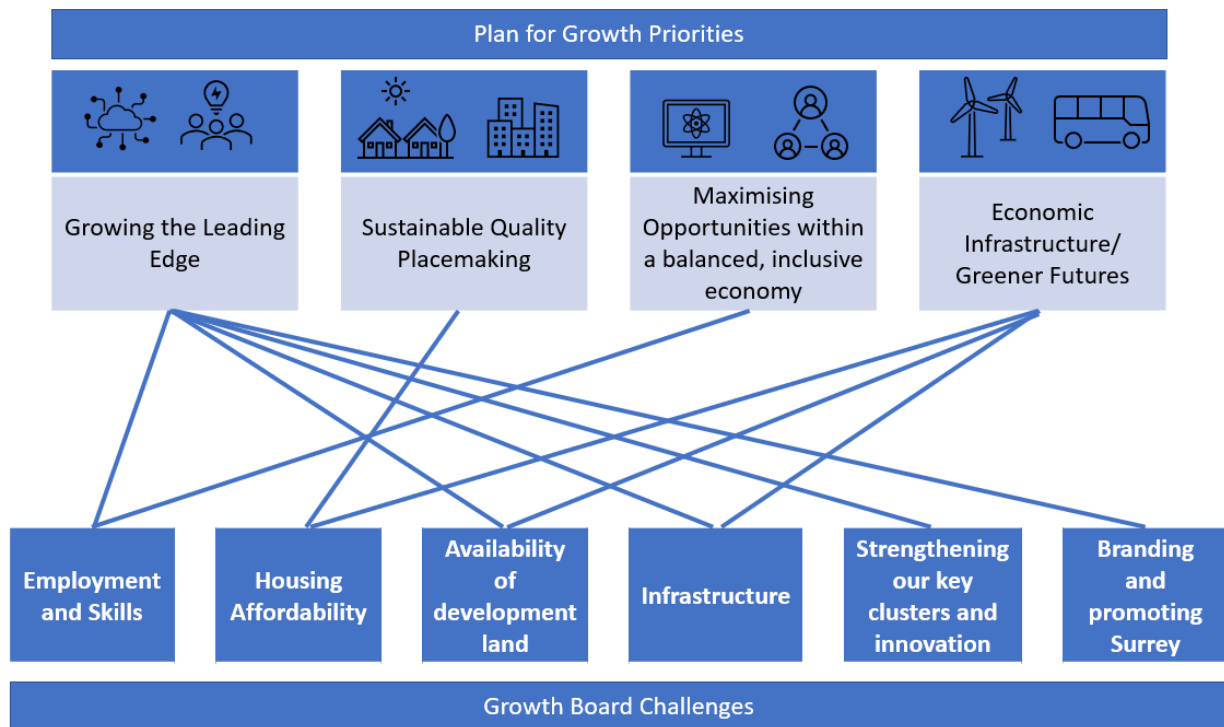 Plan for Growth Priorities
Growing the Leading
Edge
Sustainable Quality
Placemaking
Maximising
Opportunities within
a balanced, inclusive
economy
Economic
Infrastructure/
Greener Futures
Employment
and Skills
Housing
Affordability
Availability
of
development
land
Infrastructure
Strengthening
our key
clusters and
innovation
Branding
and
promoting
Surrey
Growth Board Challenges